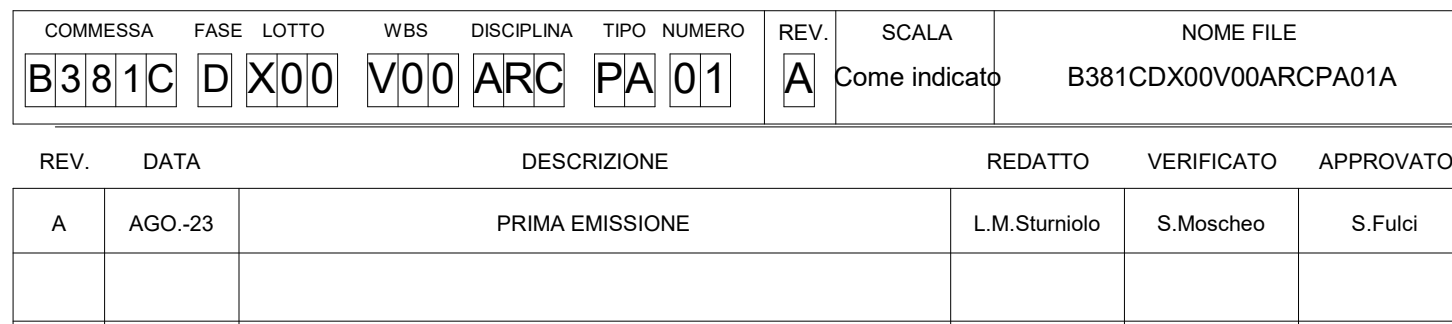 COMMESSA FASE LOTTO WBS DISCIPLINA TIPO NUMERO REV. SCALA NOME FILE
B381C D X00 V00 ARC PA 01 A Come indicato B381CDX00V00ARCPA01A
REV. DATA DESCRIZIONE REDATTO VERIFICATO APPROVATO
A AGO.-23 PRIMA EMISSIONE L.M.Sturniolo S.Moscheo S.Fulci